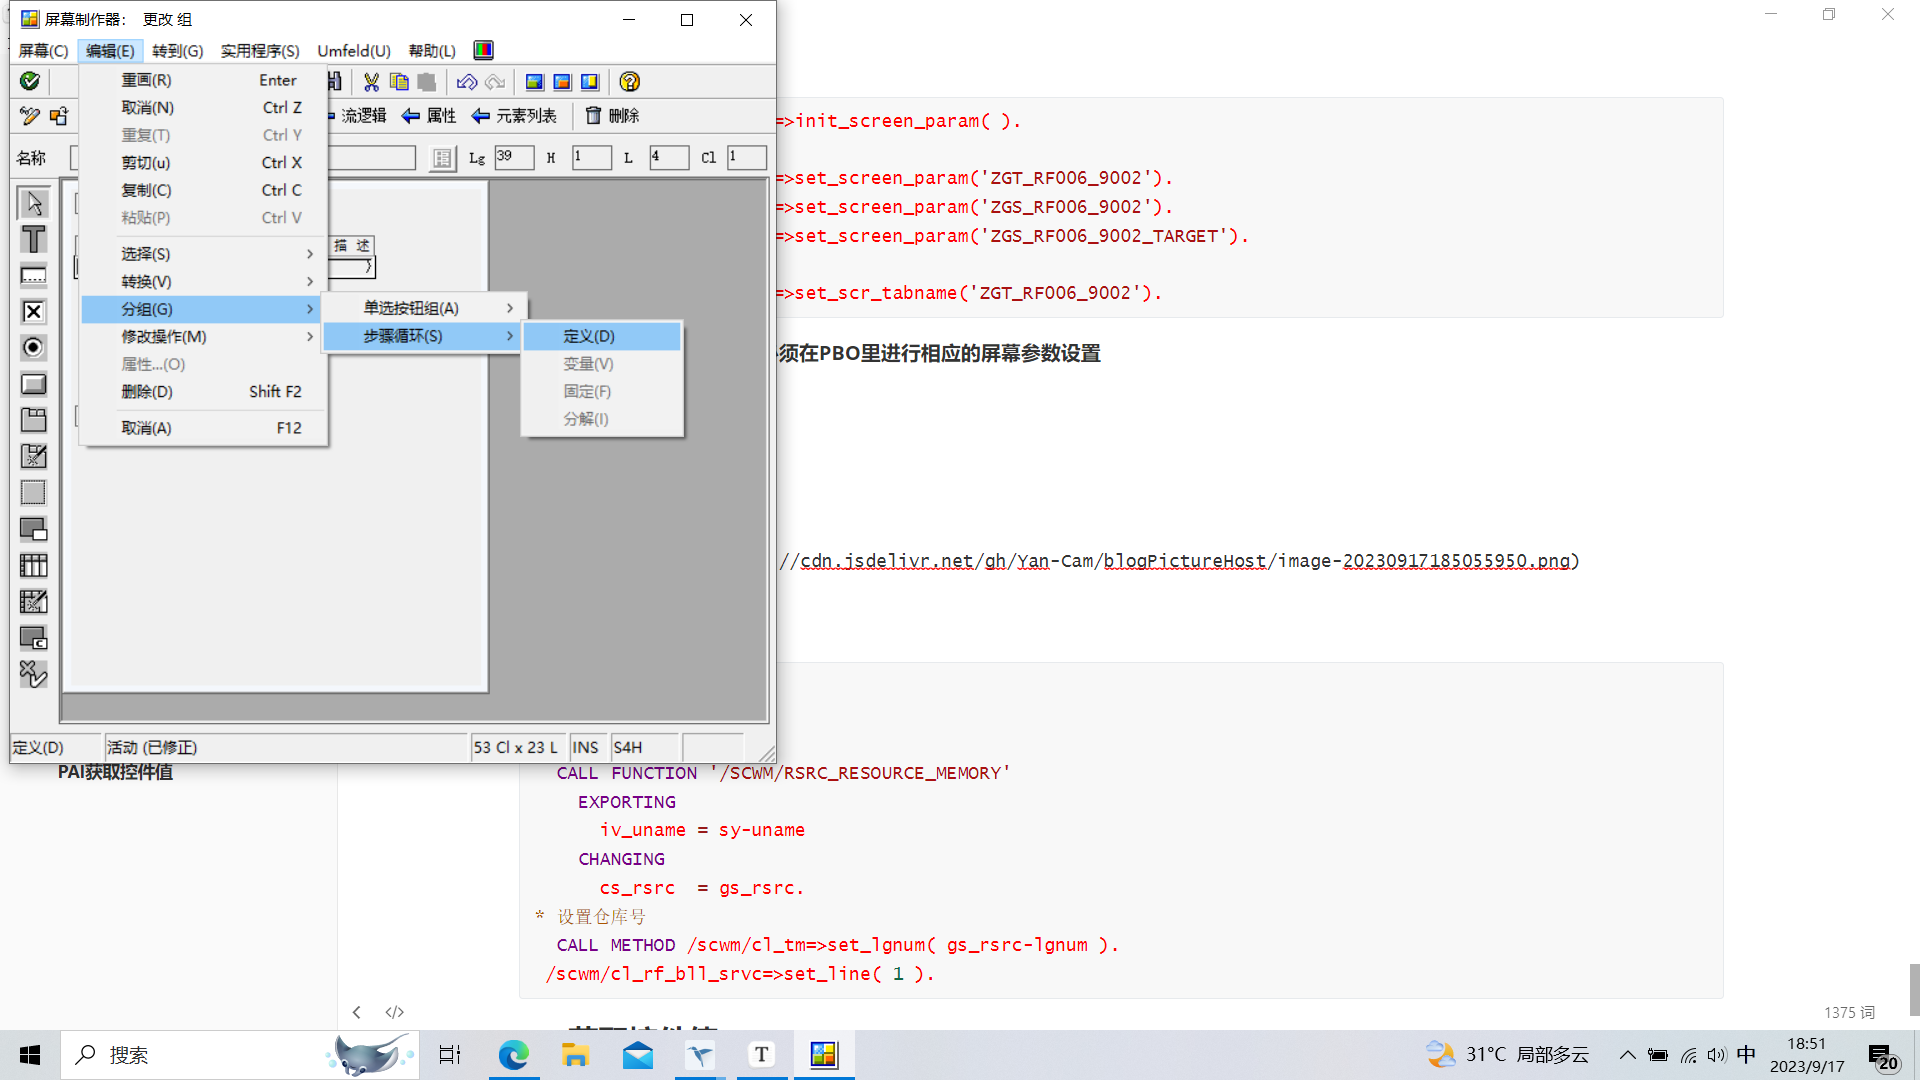 屏幕制作器： 更改 组
屏幕(C) 编辑(E) 转到(G) 实用程序(S) Umfeld(U) 帮助(L)
重画(R) Enter
取消(N) Ctrl Z
重复(T) Ctrl Y
剪切(u) Ctrl X
复制(C) Ctrl C
粘贴(P) Ctrl V
选择(S)
转换(V)
分组(G)
修改操作(M)
属性...(O)
删除(D) Shift F2
取消(A) F12
流逻辑 属性 元素列表 删除
名称 Lg 39 H 1 L 4 Cl 1
描 述
单选按钮组(A)
步骤循环(S)
定义(D)
变量(V)
固定(F)
分解(I)
定义(D) 活动 (已修正) 53 Cl x 23 L INS S4H
=>init_screen_param( ).
=>set_screen_param('ZGT_RF006_9002').
=>set_screen_param('ZGS_RF006_9002').
=>set_screen_param('ZGS_RF006_9002_TARGET').
=>set_scr_tabname('ZGT_RF006_9002').
须在PBO里进行相应的屏幕参数设置
//cdn.jsdelivr.net/gh/Yan-Cam/blogPictureHost/image-20230917185055950.png)
PAI获取控件值
CALL FUNCTION '/SCWM/RSRC_RESOURCE_MEMORY'
EXPORTING
iv_uname = sy-uname
CHANGING
cs_rsrc = gs_rsrc.
* 设置仓库号
CALL METHOD /scwm/cl_tm=>set_lgnum( gs_rsrc-lgnum ).
/scwm/cl_rf_bll_srvc=>set_line( 1 ).
1375 词
搜索
T
31°C 局部多云
中
18:51
2023/9/17
20